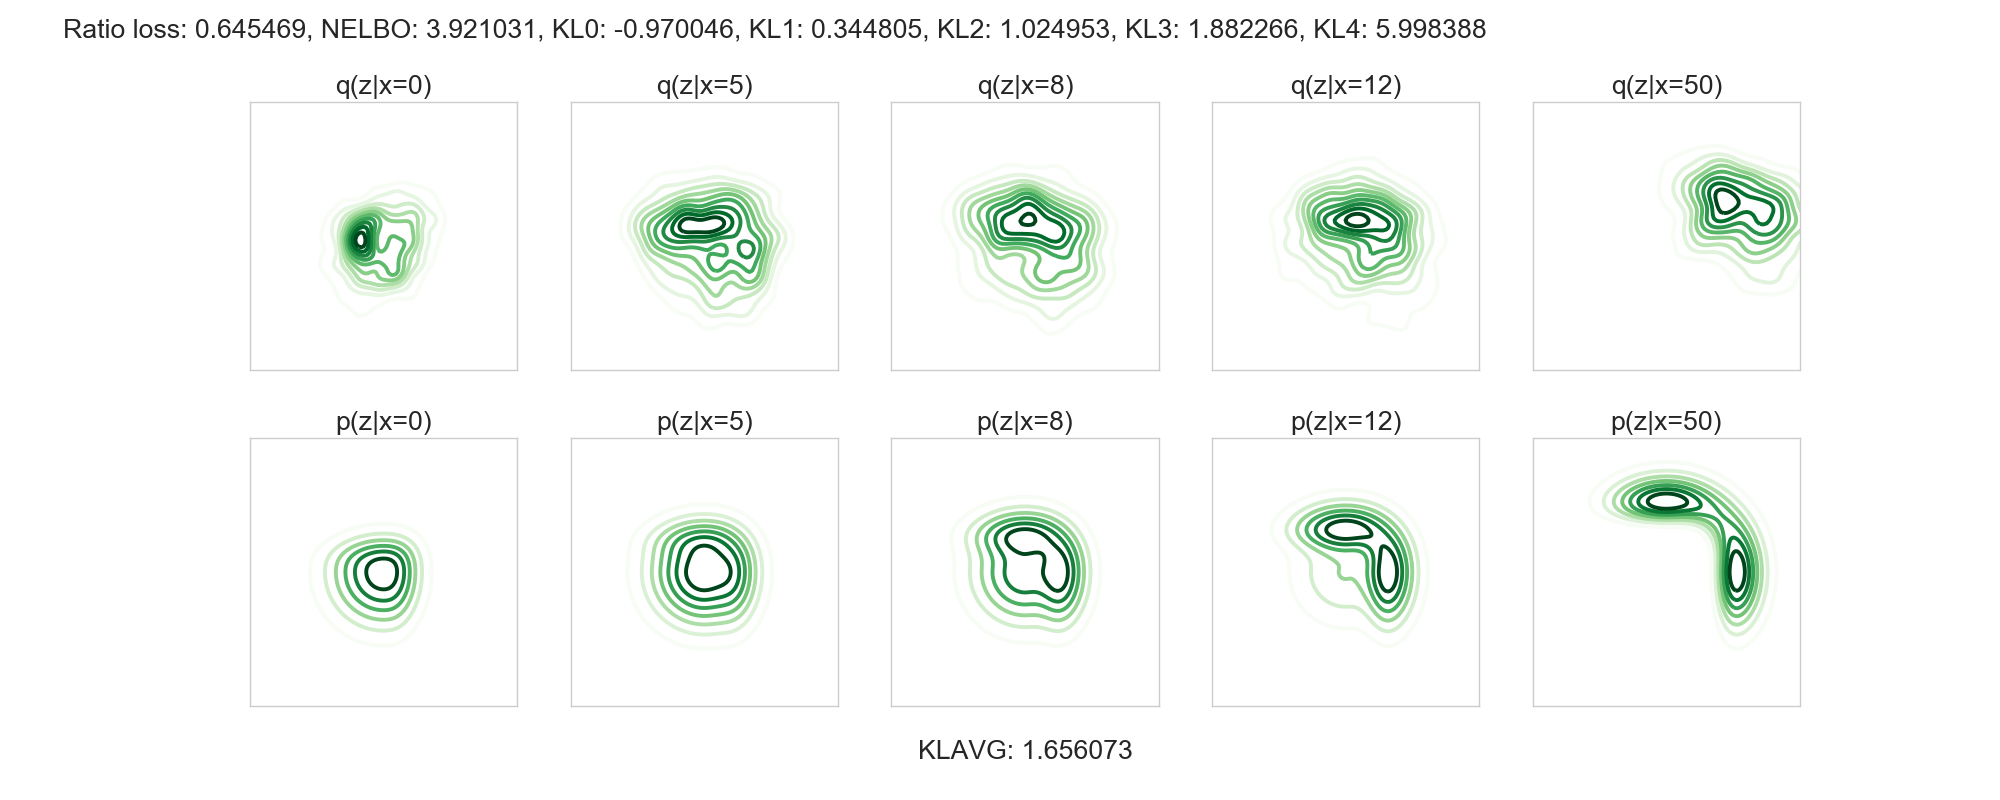 Ratio loss: 0.645469, NELBO: 3.921031, KL0: -0.970046, KL1: 0.344805, KL2: 1.024953, KL3: 1.882266, KL4: 5.998388
q(z|x=0) q(z|x=5) q(z|x=8) q(z|x=12) q(z|x=50)
p(z|x=0) p(z|x=5) p(z|x=8) p(z|x=12) p(z|x=50)
KLAVG: 1.656073